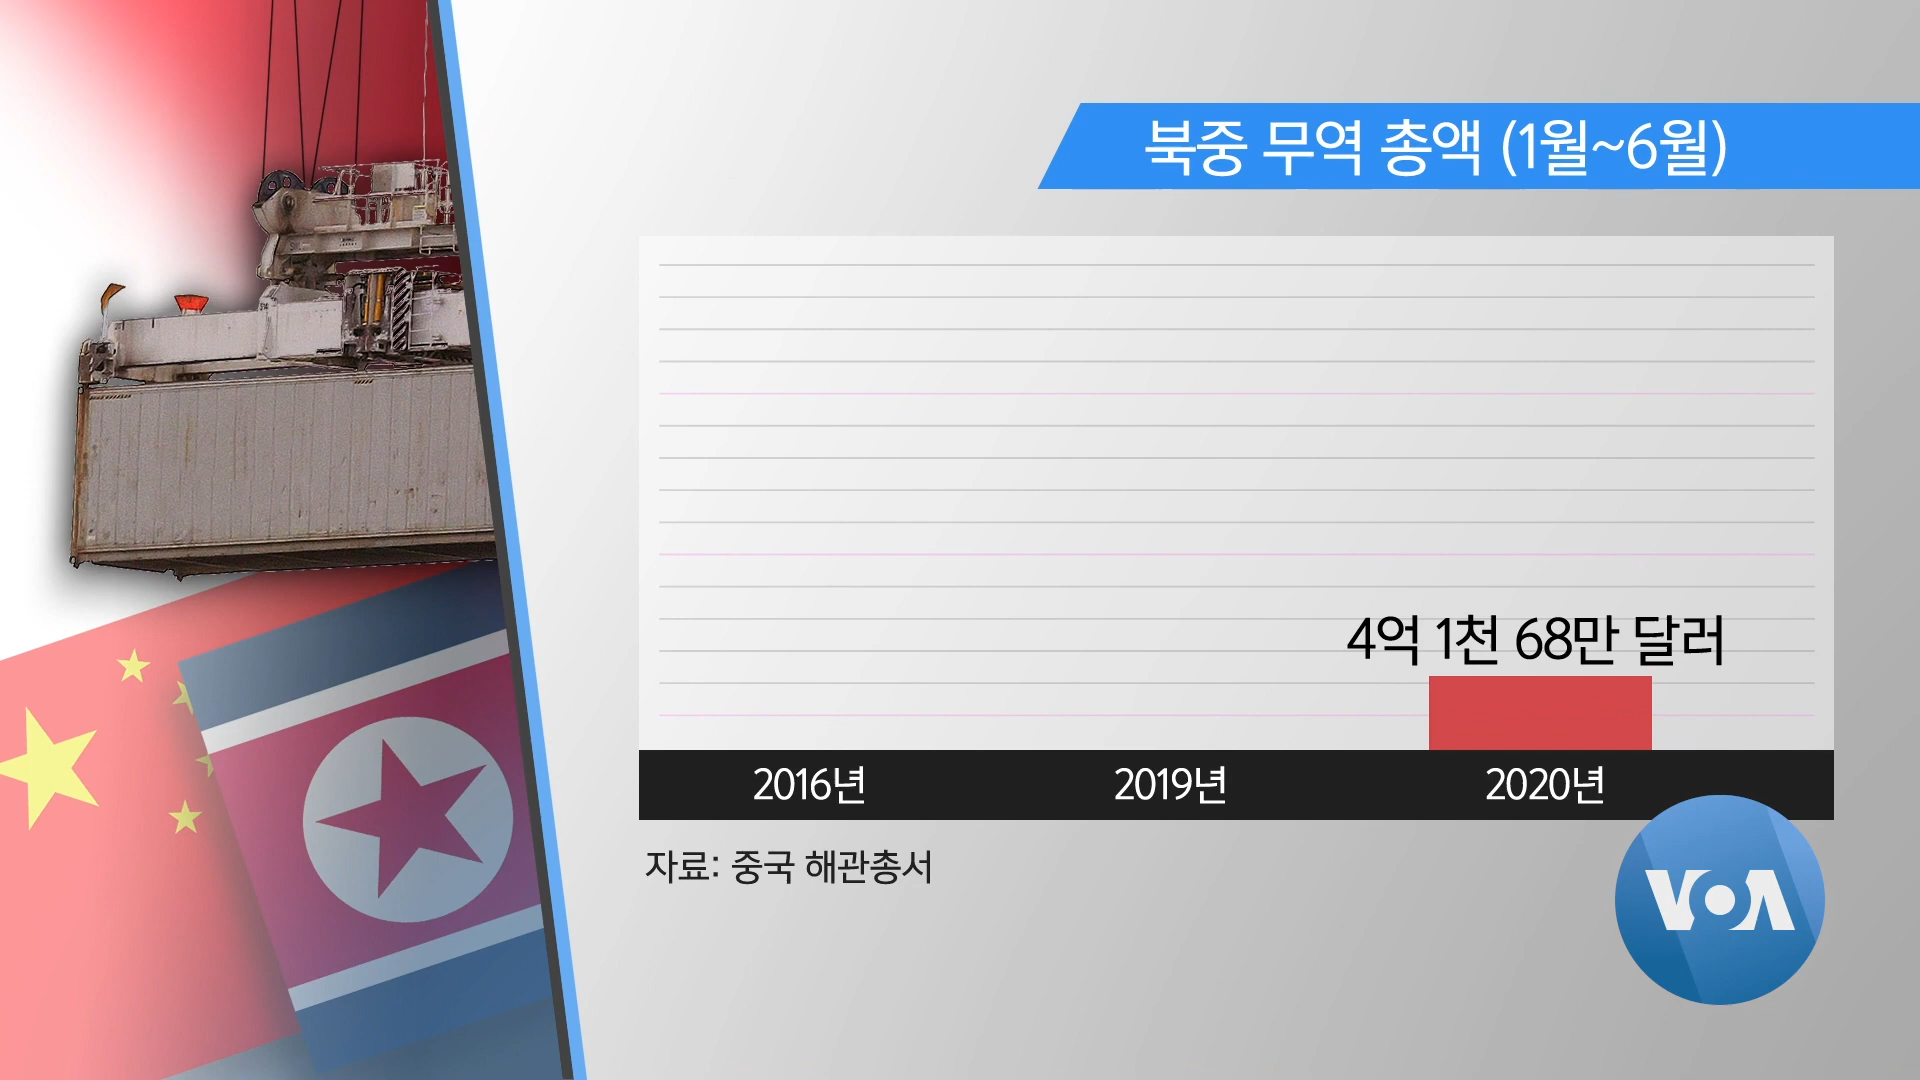 북중 무역 총액 (1월~6월)
4억 1천 68만 달러
2016년 2019년 2020년
자료: 중국 해관총서
VOA